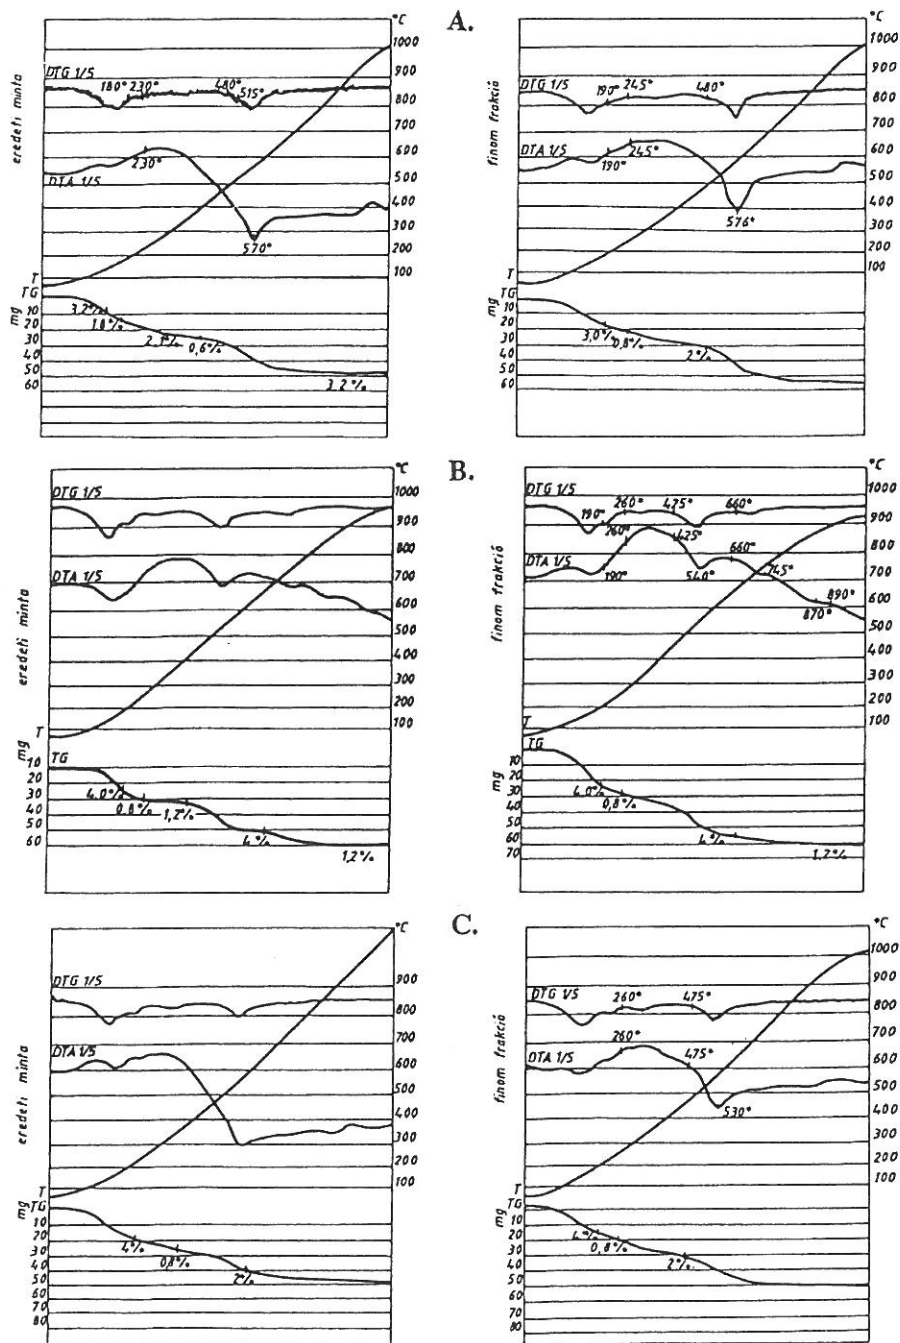 A.
eredeti minta
°C
1000
900
800
700
600
500
400
300
200
100
DTG 1/5
180° 230° 480° 515°
DTA 1/5
230°
570°
T
TG
mg
10
20
30
40
50
60
3.2%
1.8%
2.3%
0,6%
3.2%
finom frakció
°C
1000
900
800
700
600
500
400
300
200
100
DTG 1/5
190° 245° 480°
DTA 1/5
190° 245°
576°
T
TG
mg
10
20
30
40
50
60
3,0%
0,8%
2%
B.
eredeti minta
°C
1000
900
800
700
600
500
400
300
200
100
DTG 1/5
DTA 1/5
T
TG
mg
10
20
30
40
50
60
4.0%
0.8%
1,2%
4%
1,2%
finom frakció
°C
1000
900
800
700
600
500
400
300
200
100
DTG 1/5
190° 260° 425° 660°
DTA 1/5
190° 260° 425° 540° 660° 745° 870° 890°
T
TG
mg
10
20
30
40
50
60
70
4,0%
0,8%
4%
1.2%
C.
eredeti minta
°C
900
800
700
600
500
400
300
200
100
DTG 1/5
DTA 1/5
T
TG
mg
10
20
30
40
50
60
70
80
4%
0,8%
2%
finom frakció
°C
1000
900
800
700
600
500
400
300
200
100
DTG 1/5
260° 475°
DTA 1/5
260° 475°
530°
T
TG
mg
10
20
30
40
50
60
70
80
4%
0,8%
2%